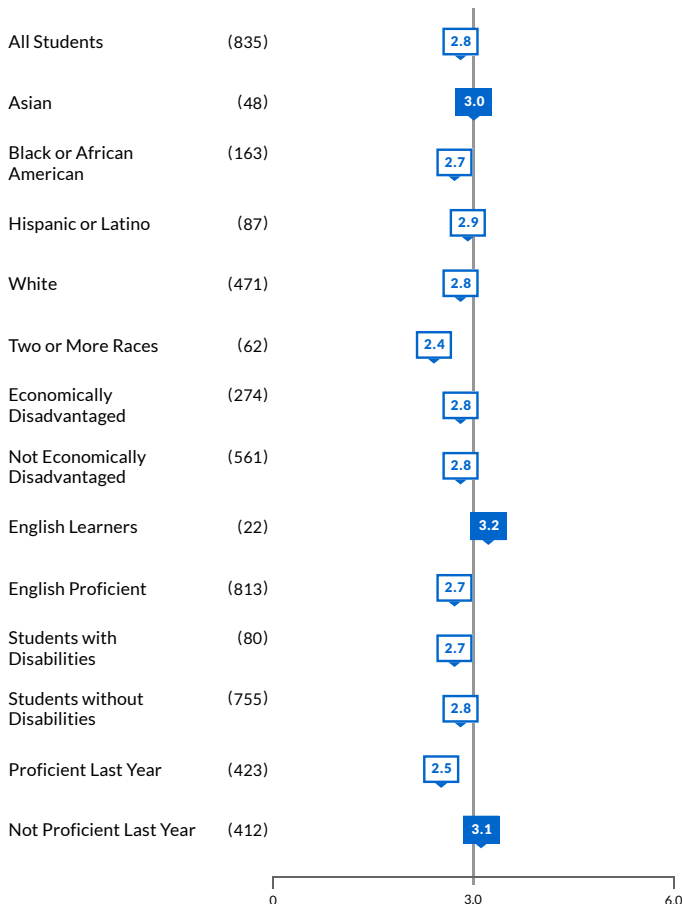 All Students (835) 2.8
Asian (48) 3.0
Black or African
American (163) 2.7
Hispanic or Latino (87) 2.9
White (471) 2.8
Two or More Races (62) 2.4
Economically
Disadvantaged (274) 2.8
Not Economically
Disadvantaged (561) 2.8
English Learners (22) 3.2
English Proficient (813) 2.7
Students with
Disabilities (80) 2.7
Students without
Disabilities (755) 2.8
Proficient Last Year (423) 2.5
Not Proficient Last Year (412) 3.1
0 3.0 6.0